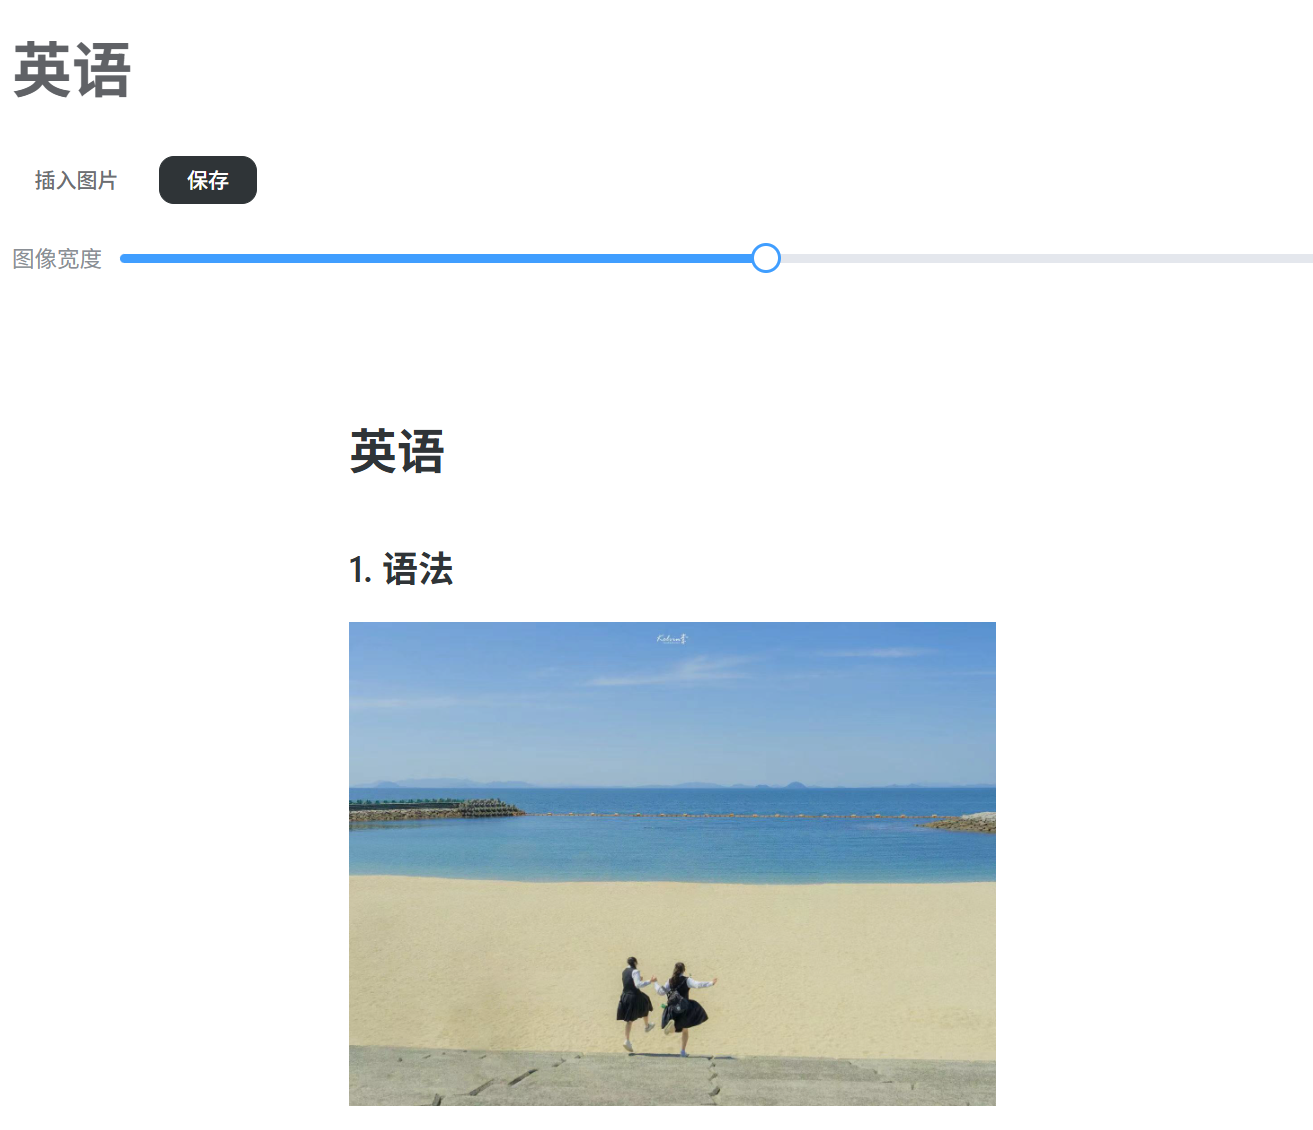 英语
插入图片 保存
图像宽度
英语
1. 语法